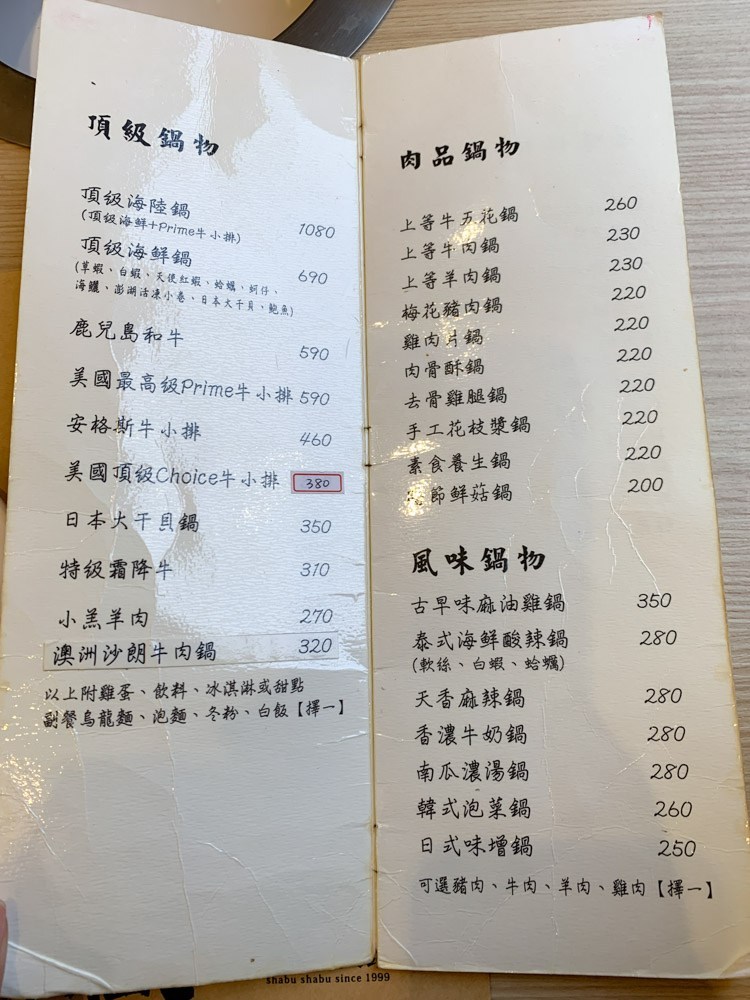 頂級鍋物
頂級海陸鍋
(頂級海鮮+Prime牛小排) 1080
頂級海鮮鍋
(草蝦、白蝦、天使紅蝦、蛤蠣、蚵仔、 690
海鱺、澎湖活凍小卷、日本大干貝、鮑魚)
鹿兒島和牛 590
美國最高級Prime牛小排 590
安格斯牛小排 460
美國頂級Choice牛小排 380
日本大干貝鍋 350
特級霜降牛 310
小羔羊肉 270
澳洲沙朗牛肉鍋 320
以上附雞蛋、飲料、冰淇淋或甜點
副餐烏龍麵、泡麵、冬粉、白飯【擇一】
肉品鍋物
上等牛五花鍋 260
上等牛肉鍋 230
上等羊肉鍋 230
梅花豬肉鍋 220
雞肉片鍋 220
肉骨酥鍋 220
去骨雞腿鍋 220
手工花枝漿鍋 220
素食養生鍋 220
節鮮菇鍋 200
風味鍋物
古早味麻油雞鍋 350
泰式海鮮酸辣鍋 280
(軟絲、白蝦、蛤蠣)
天香麻辣鍋 280
香濃牛奶鍋 280
南瓜濃湯鍋 280
韓式泡菜鍋 260
日式味增鍋 250
可選豬肉、牛肉、羊肉、雞肉【擇一】
shabu shabu since 1999